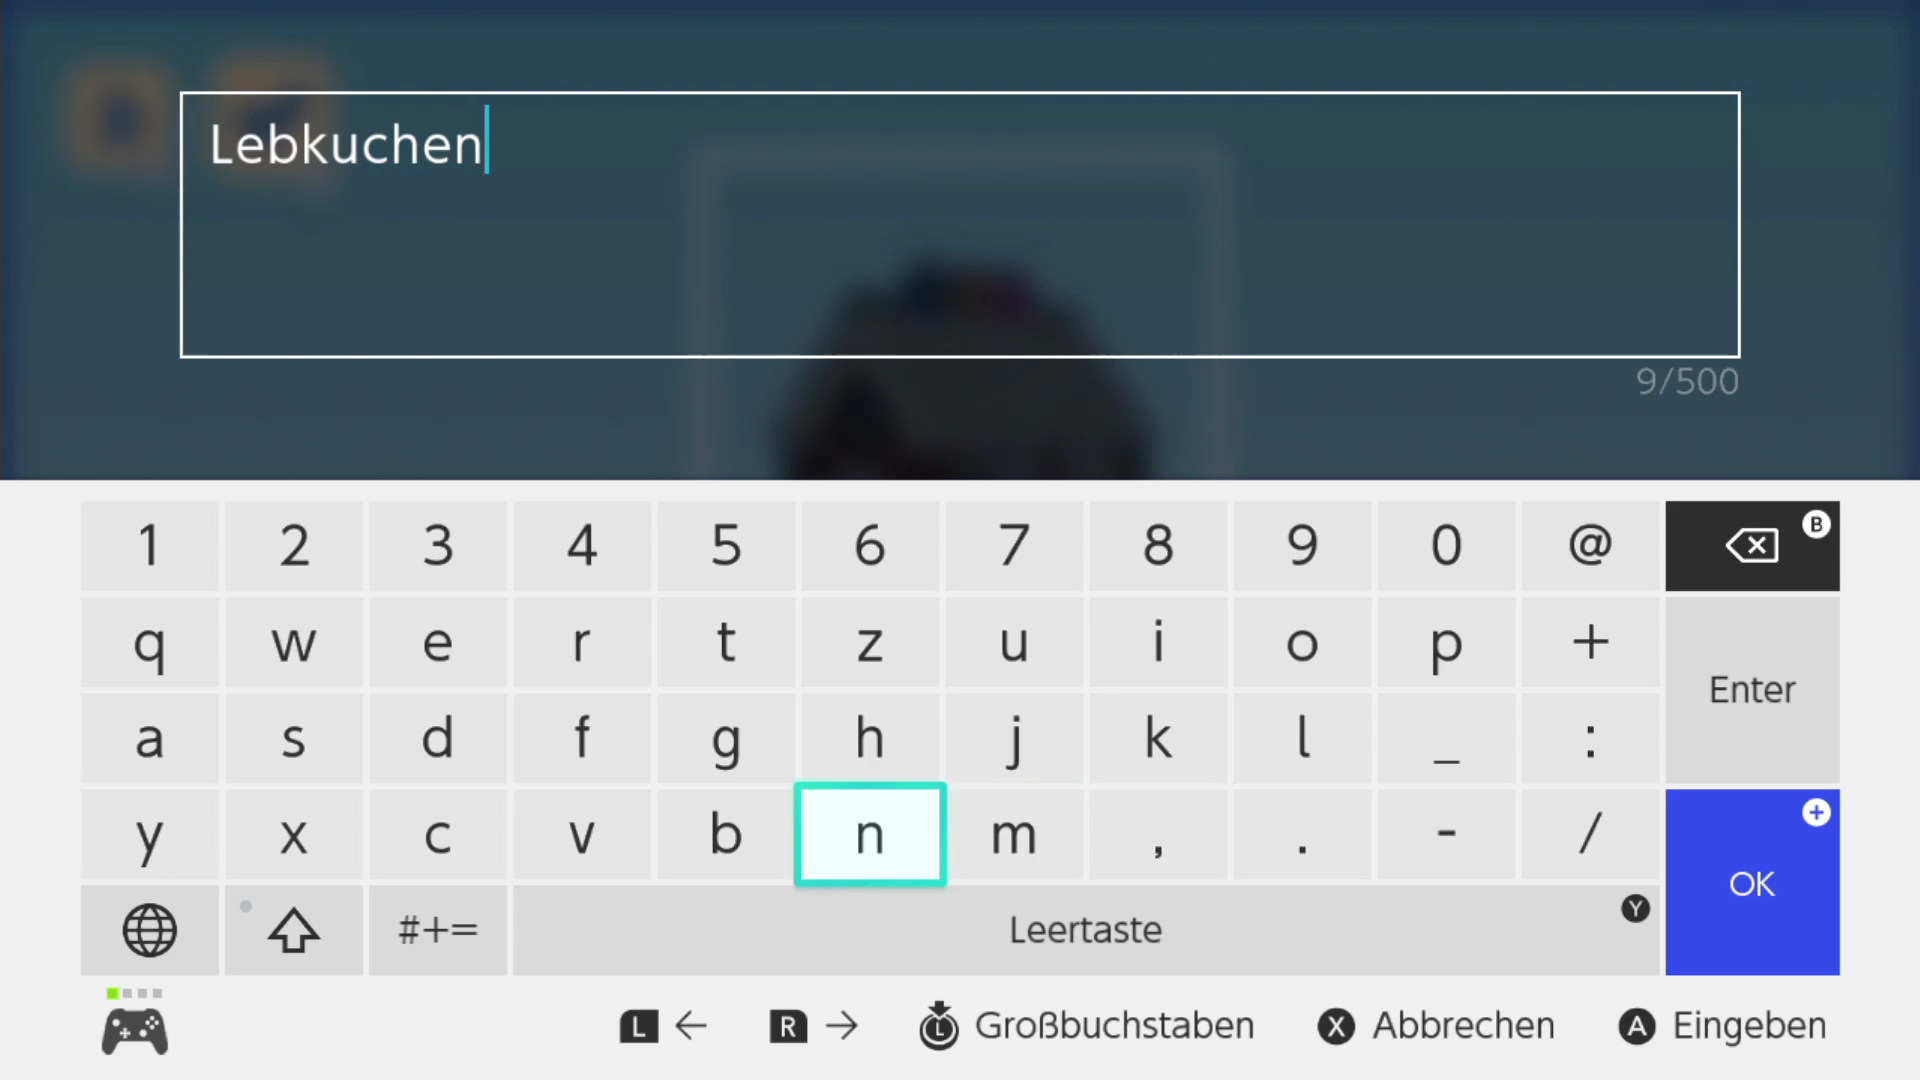 Lebkuchen
9/500
1 2 3 4 5 6 7 8 9 0 @ B
q w e r t z u i o p +
Enter
a s d f g h j k l _ :
y x c v b n m , . - / +
OK
#+= Leertaste Y
L ← R → L Großbuchstaben X Abbrechen A Eingeben